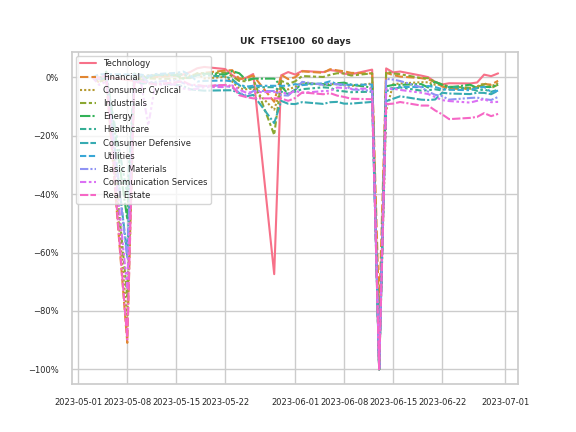 UK FTSE100 60 days
0%
−20%
−40%
−60%
−80%
−100%
Technology
Financial
Consumer Cyclical
Industrials
Energy
Healthcare
Consumer Defensive
Utilities
Basic Materials
Communication Services
Real Estate
2023-05-01 2023-05-08 2023-05-15 2023-05-22 2023-06-01 2023-06-08 2023-06-15 2023-06-22 2023-07-01